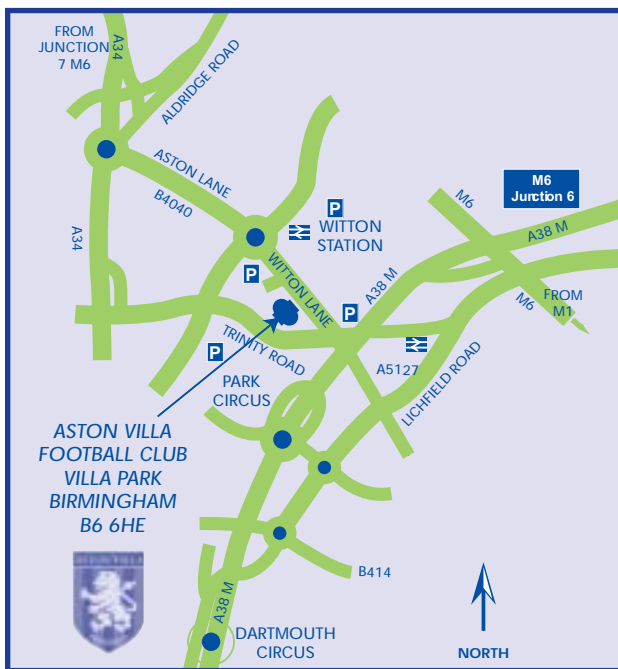 FROM
JUNCTION
7 M6
A34
ALDRIDGE ROAD
ASTON LANE
B4040
A34
P
WITTON
STATION
M6
Jurction 6
M6
A38 M
P
WITTON LANE
A38 M
P
M6
FROM
M1
P
TRINITY ROAD
A5127
LICHFIELD ROAD
PARK
CIRCUS
ASTON VILLA
FOOTBALL CLUB
VILLA PARK
BIRMINGHAM
B6 6HE
B414
A38 M
DARTMOUTH
CIRCUS
NORTH